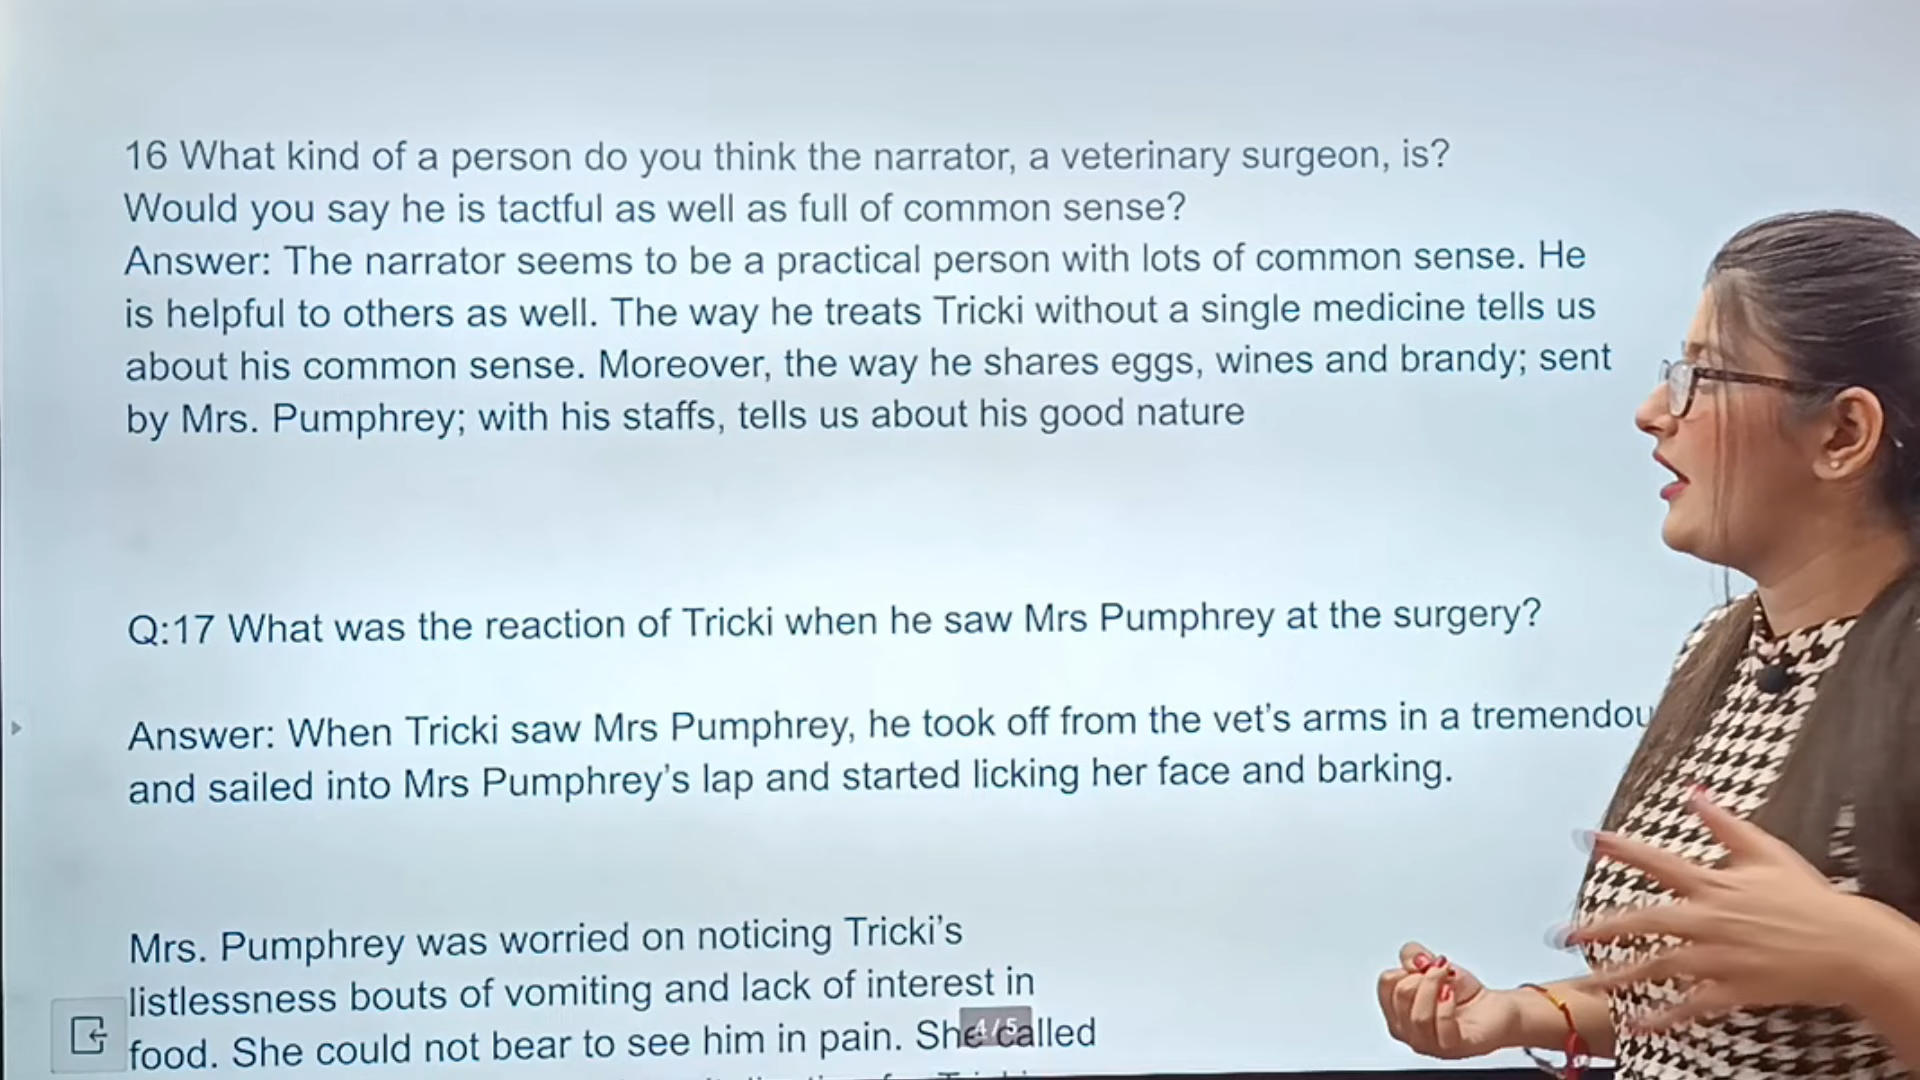 16 What kind of a person do you think the narrator, a veterinary surgeon, is?
Would you say he is tactful as well as full of common sense?
Answer: The narrator seems to be a practical person with lots of common sense. He
is helpful to others as well. The way he treats Tricki without a single medicine tells us
about his common sense. Moreover, the way he shares eggs, wines and brandy; sent
by Mrs. Pumphrey; with his staffs, tells us about his good nature
Q:17 What was the reaction of Tricki when he saw Mrs Pumphrey at the surgery?
Answer: When Tricki saw Mrs Pumphrey, he took off from the vet's arms in a tremendou
and sailed into Mrs Pumphrey's lap and started licking her face and barking.
Mrs. Pumphrey was worried on noticing Tricki's
listlessness bouts of vomiting and lack of interest in
food. She could not bear to see him in pain. She called
4/5